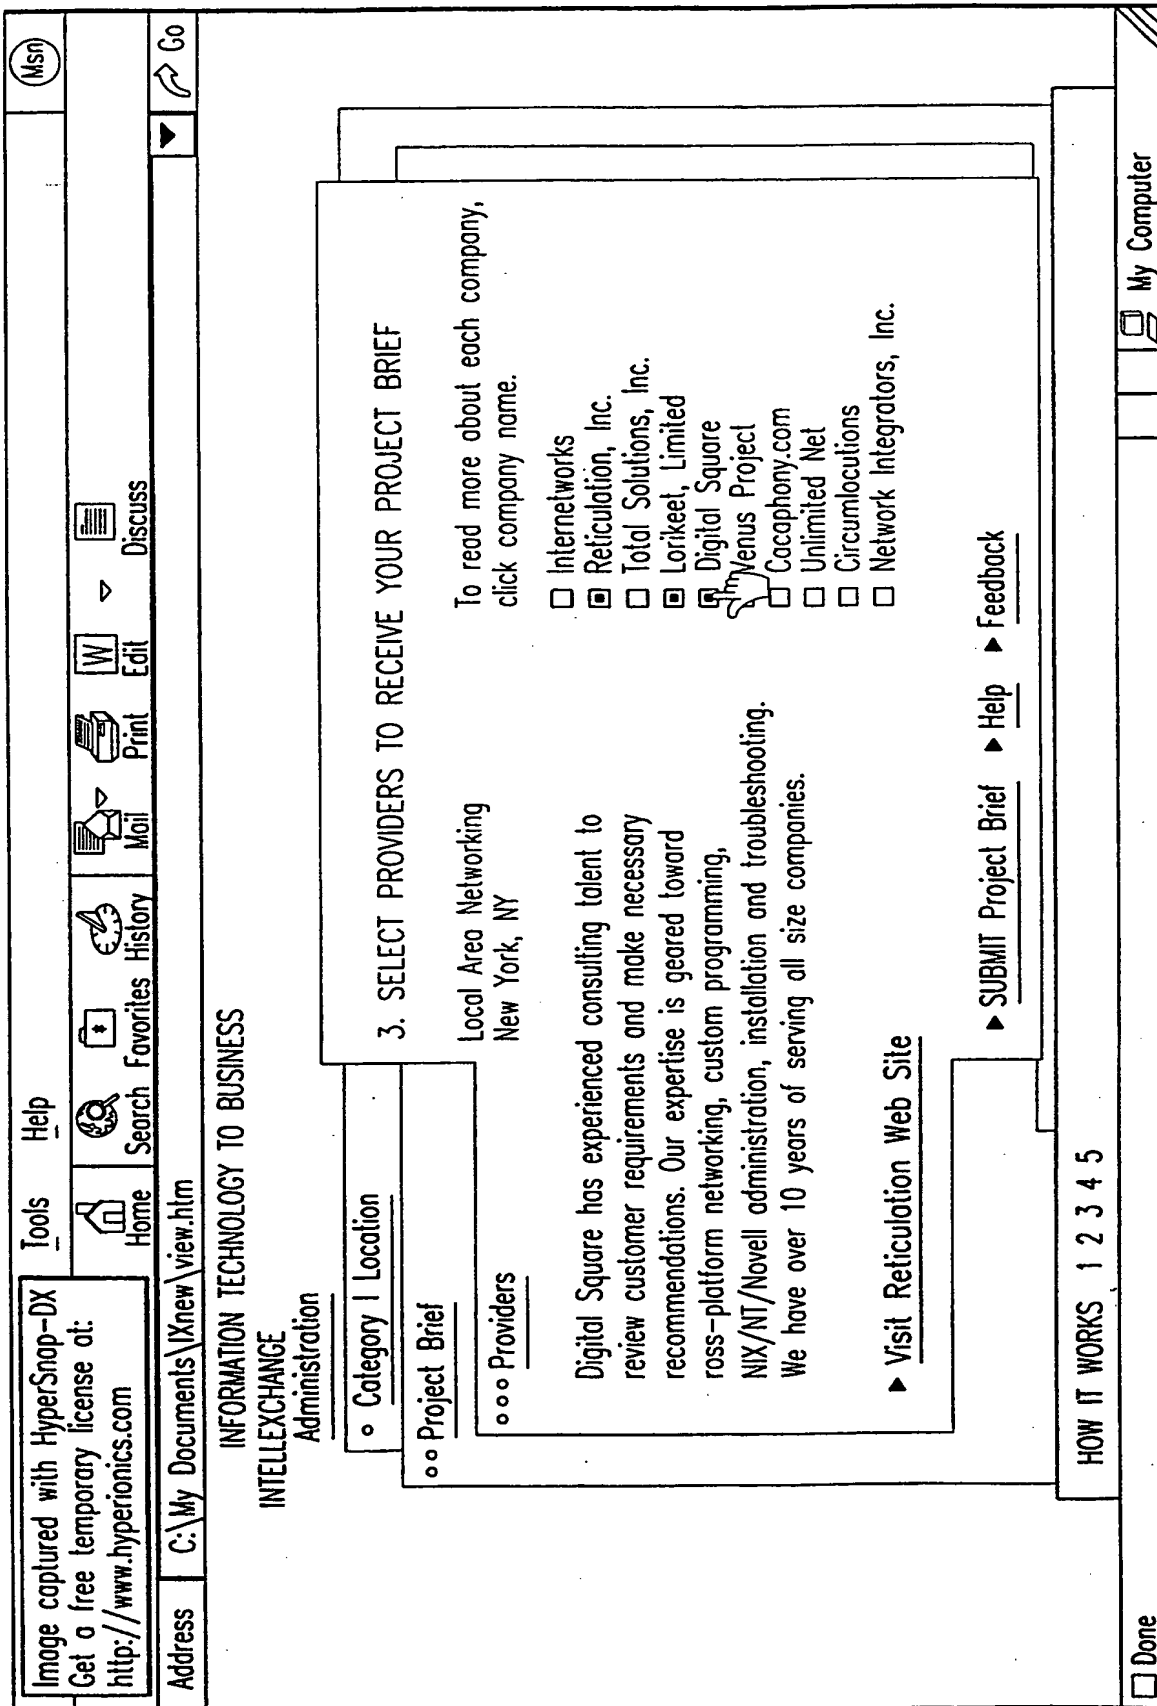 Image captured with HyperSnap-DX
Get a free temporary license at:
http://www.hyperionics.com
Tools Help
Msn
Home Search Favorites History Mail Print Edit Discuss
Address C:\My Documents\IXnew\view.htm Go
INFORMATION TECHNOLOGY TO BUSINESS
INTELLEXCHANGE
Administration
Category | Location
Project Brief
Providers
3. SELECT PROVIDERS TO RECEIVE YOUR PROJECT BRIEF
Local Area Networking
New York, NY
To read more about each company,
click company name.
Digital Square has experienced consulting talent to
review customer requirements and make necessary
recommendations. Our expertise is geared toward
ross-platform networking, custom programming,
NIX/NT/Novell administration, installation and troubleshooting.
We have over 10 years of serving all size companies.
Visit Reticulation Web Site
Internetworks
Reticulation, Inc.
Total Solutions, Inc.
Lorikeet, Limited
Digital Square
Venus Project
Cacaphony.com
Unlimited Net
Circumlocutions
Network Integrators, Inc.
SUBMIT Project Brief Help Feedback
HOW IT WORKS 1 2 3 4 5
Done My Computer